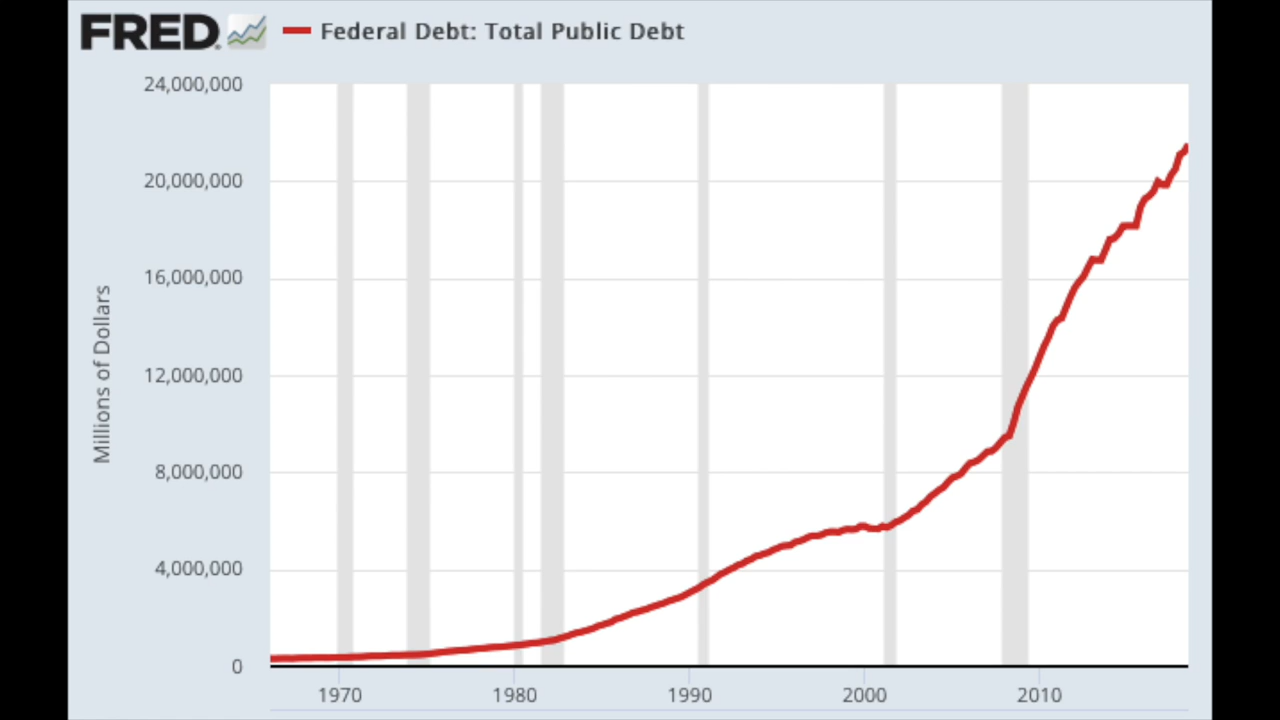 FRED
Federal Debt: Total Public Debt
24,000,000
20,000,000
16,000,000
12,000,000
8,000,000
4,000,000
0
Millions of Dollars
1970 1980 1990 2000 2010